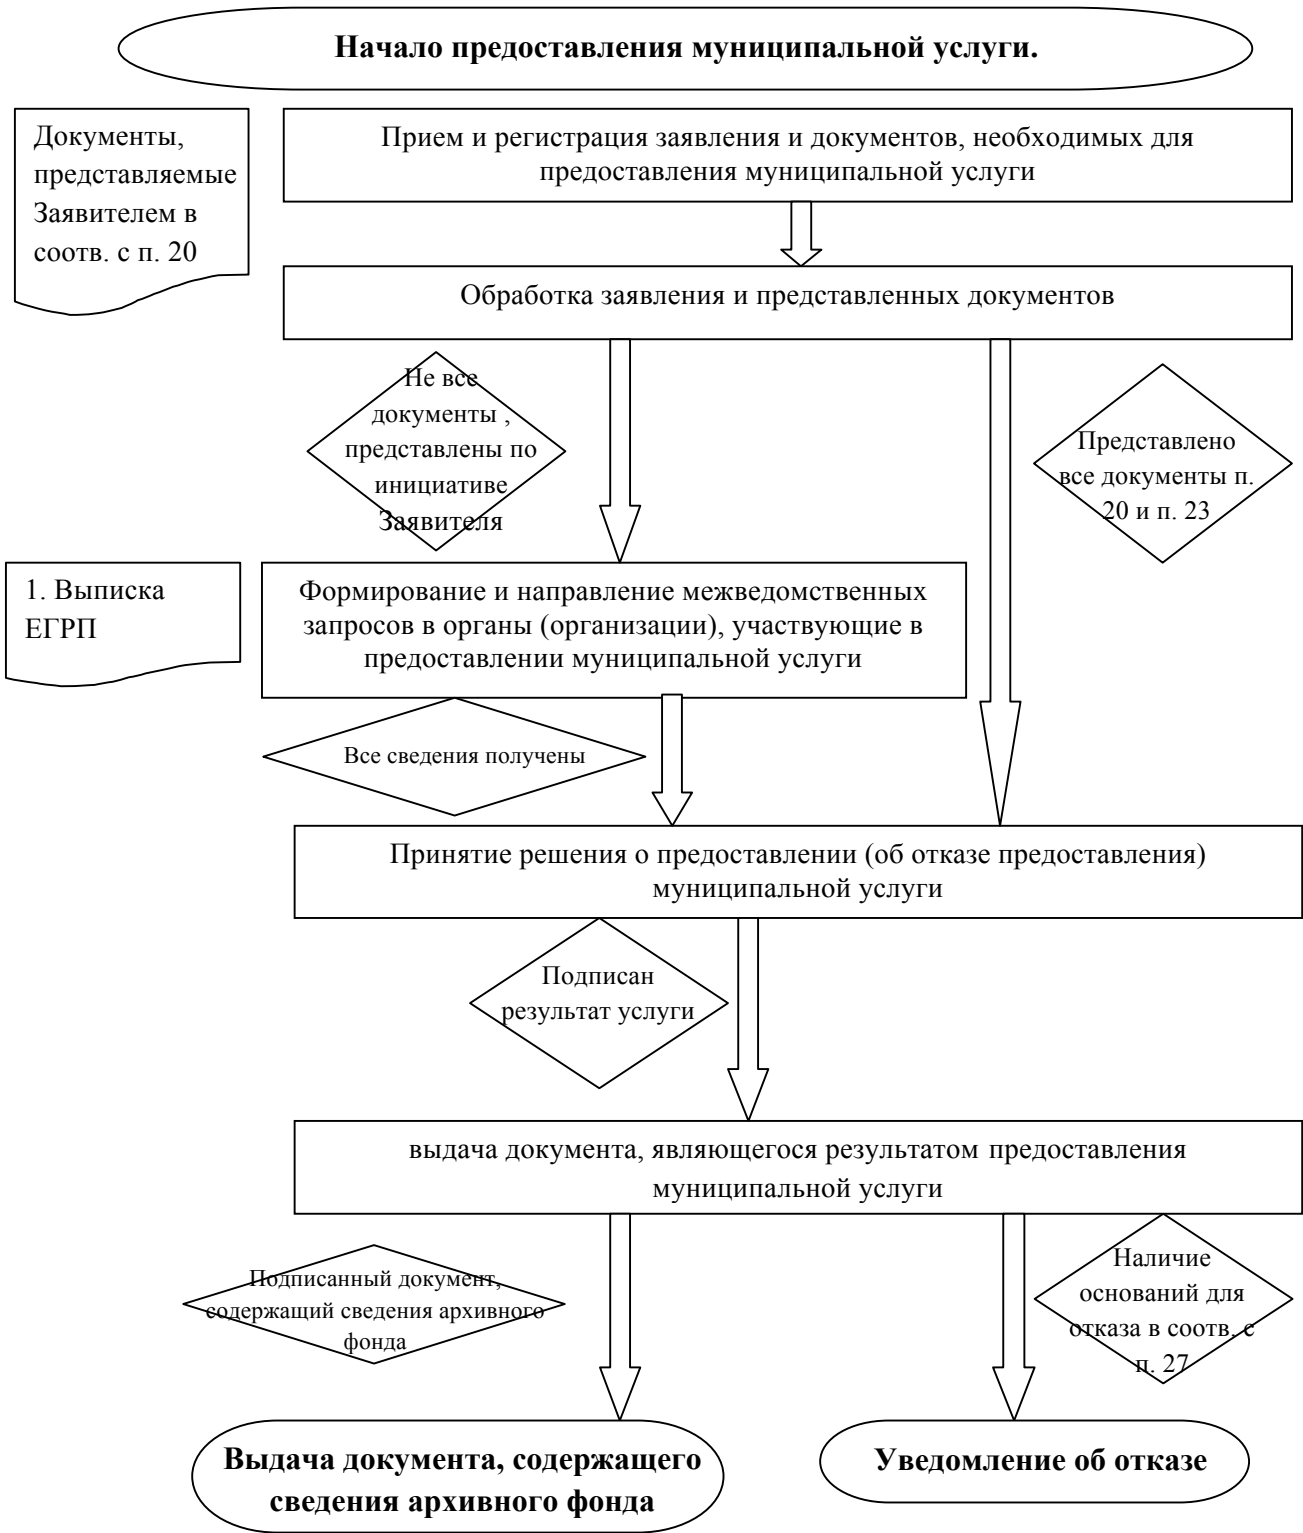 Начало предоставления муниципальной услуги.
Документы,
представляемые
Заявителем в
соотв. с п. 20
Прием и регистрация заявления и документов, необходимых для
предоставления муниципальной услуги
Обработка заявления и представленных документов
Не все
документы ,
представлены по
инициативе
Заявителя
Представлено
все документы п.
20 и п. 23
1. Выписка
ЕГРП
Формирование и направление межведомственных
запросов в органы (организации), участвующие в
предоставлении муниципальной услуги
Все сведения получены
Принятие решения о предоставлении (об отказе предоставления)
муниципальной услуги
Подписан
результат услуги
выдача документа, являющегося результатом предоставления
муниципальной услуги
Подписанный документ,
содержащий сведения архивного
фонда
Наличие
оснований для
отказа в соотв. с
п. 27
Выдача документа, содержащего
сведения архивного фонда
Уведомление об отказе